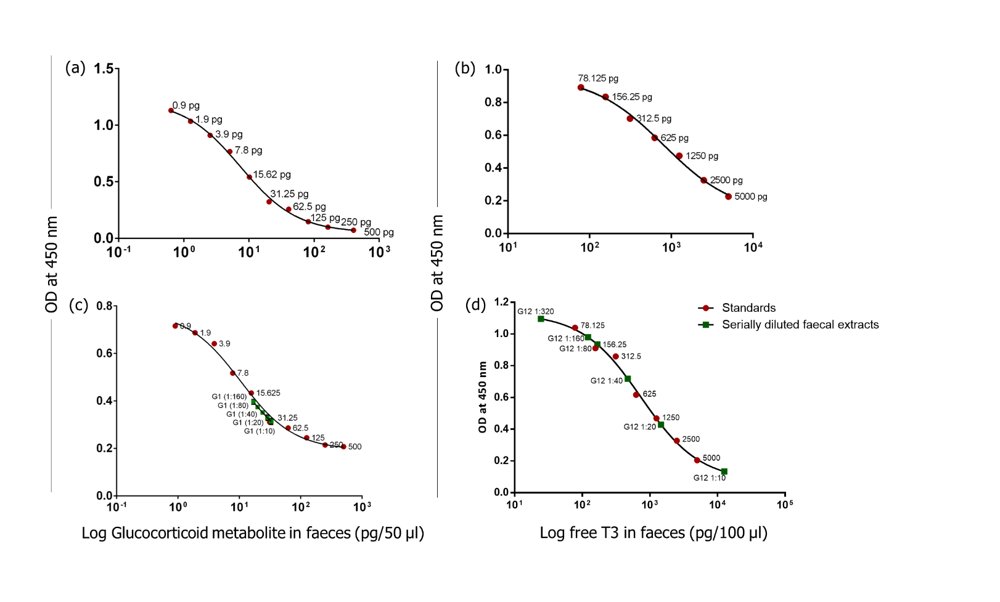 (a)
1.5
1.0
0.5
0.0
0.9 pg
1.9 pg
3.9 pg
7.8 pg
15.62 pg
31.25 pg
62.5 pg
125 pg
250 pg
500 pg
10-1 100 101 102 103
(b)
1.0
0.8
0.6
0.4
0.2
0.0
78.125 pg
156.25 pg
312.5 pg
625 pg
1250 pg
2500 pg
5000 pg
101 102 103 104
OD at 450 nm
OD at 450 nm
(c)
0.8
0.6
0.4
0.2
0.0
0.9
1.9
3.9
7.8
15.625
G1 (1:160)
G1 (1:80)
G1 (1:40)
G1 (1:20)
G1 (1:10)
31.25
62.5
125
250
500
10-1 100 101 102 103
Log Glucocorticoid metabolite in faeces (pg/50 µl)
(d)
OD at 450 nm
1.2
1.0
0.8
0.6
0.4
0.2
0.0
G12 1:320
78.125
G12 1:160
156.25
G12 1:80
312.5
G12 1:40
625
1250
G12 1:20
2500
5000
G12 1:10
101 102 103 104 105
Log free T3 in faeces (pg/100 µl)
Standards
Serially diluted faecal extracts